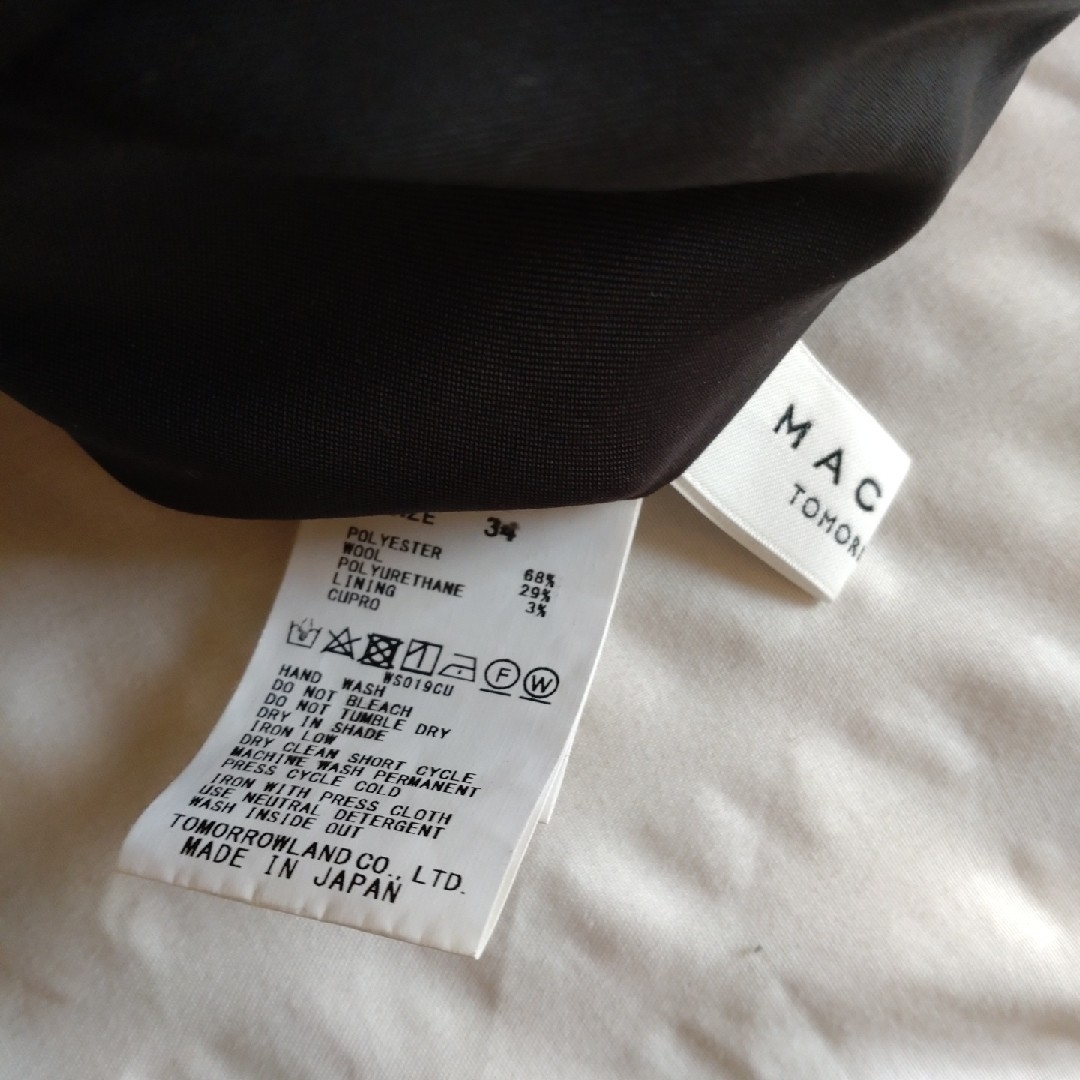 MAC
TOMOR
34
POLYESTER 68%
WOOL 29%
POLYURETHANE 3%
LINING
CUPRO
F W
WS019CU
HAND WASH
DO NOT BLEACH
DO NOT TUMBLE DRY
DRY IN SHADE
IRON LOW
DRY CLEAN SHORT CYCLE
MACHINE WASH PERMANENT
PRESS CYCLE COLD
IRON WITH PRESS CLOTH
USE NEUTRAL DETERGENT
WASH INSIDE OUT
TOMORROWLAND CO., LTD.
MADE IN JAPAN